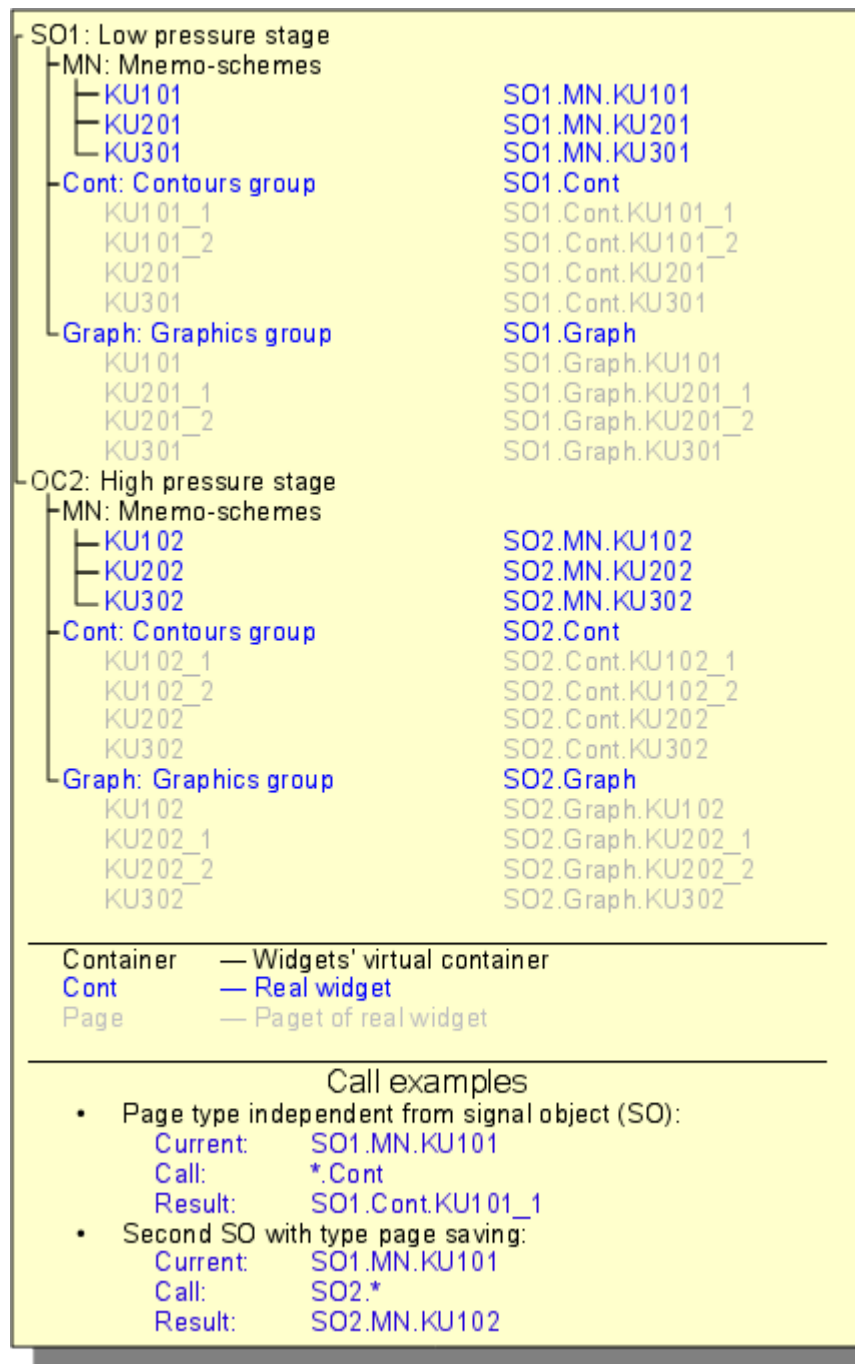 SO1: Low pressure stage
MN: Mnemo-schemes
KU101 SO1.MN.KU101
KU201 SO1.MN.KU201
KU301 SO1.MN.KU301
Cont: Contours group SO1.Cont
KU101_1 SO1.Cont.KU101_1
KU101_2 SO1.Cont.KU101_2
KU201 SO1.Cont.KU201
KU301 SO1.Cont.KU301
Graph: Graphics group SO1.Graph
KU101 SO1.Graph.KU101
KU201_1 SO1.Graph.KU201_1
KU201_2 SO1.Graph.KU201_2
KU301 SO1.Graph.KU301
OC2: High pressure stage
MN: Mnemo-schemes
KU102 SO2.MN.KU102
KU202 SO2.MN.KU202
KU302 SO2.MN.KU302
Cont: Contours group SO2.Cont
KU102_1 SO2.Cont.KU102_1
KU102_2 SO2.Cont.KU102_2
KU202 SO2.Cont.KU202
KU302 SO2.Cont.KU302
Graph: Graphics group SO2.Graph
KU102 SO2.Graph.KU102
KU202_1 SO2.Graph.KU202_1
KU202_2 SO2.Graph.KU202_2
KU302 SO2.Graph.KU302
Container — Widgets' virtual container
Cont — Real widget
Page — Paget of real widget
Call examples
• Page type independent from signal object (SO):
Current: SO1.MN.KU101
Call: *.Cont
Result: SO1.Cont.KU101_1
• Second SO with type page saving:
Current: SO1.MN.KU101
Call: SO2.*
Result: SO2.MN.KU102